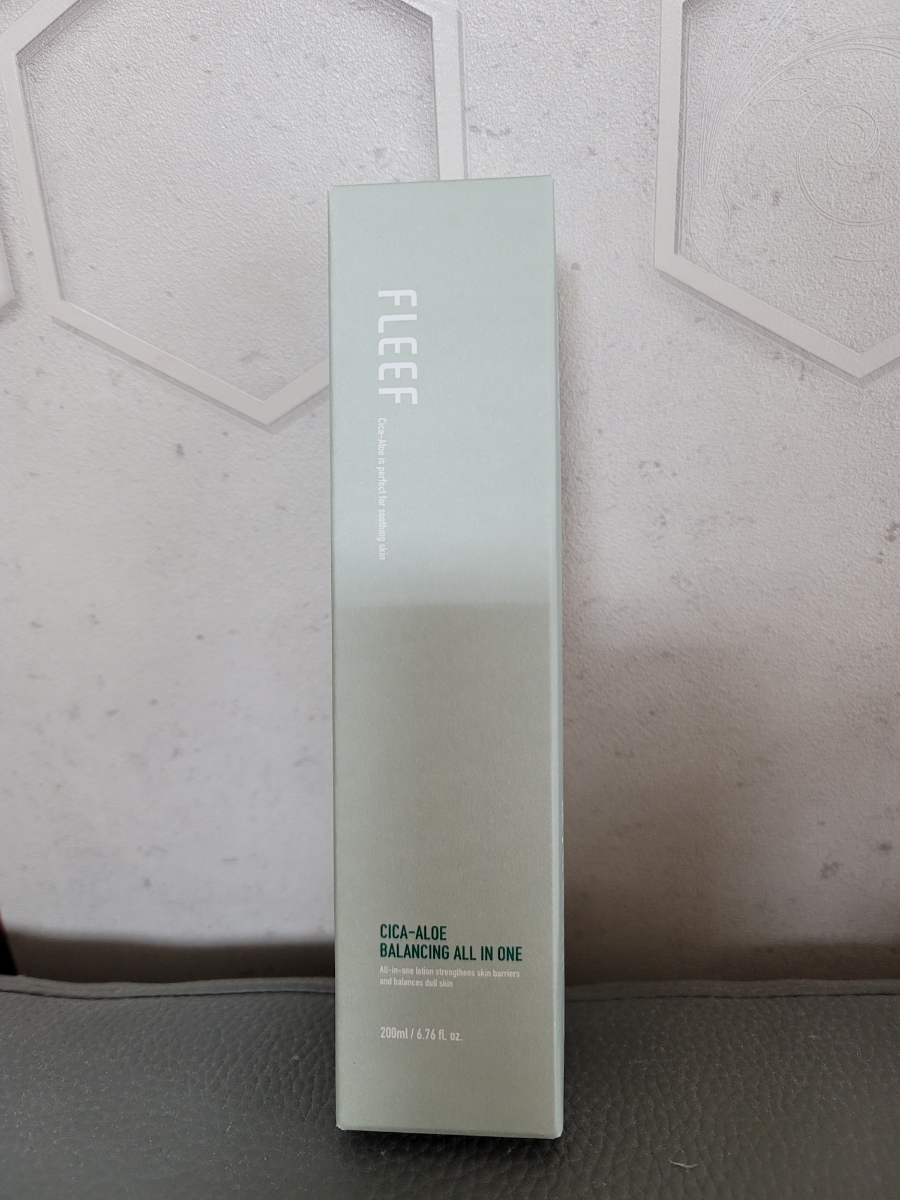 FLEEF
Cica-Aloe is perfect for soothing skin
CICA-ALOE
BALANCING ALL IN ONE
All-in-one lotion strengthens skin barriers
and balances dull skin
200ml / 6.76 fl. oz.